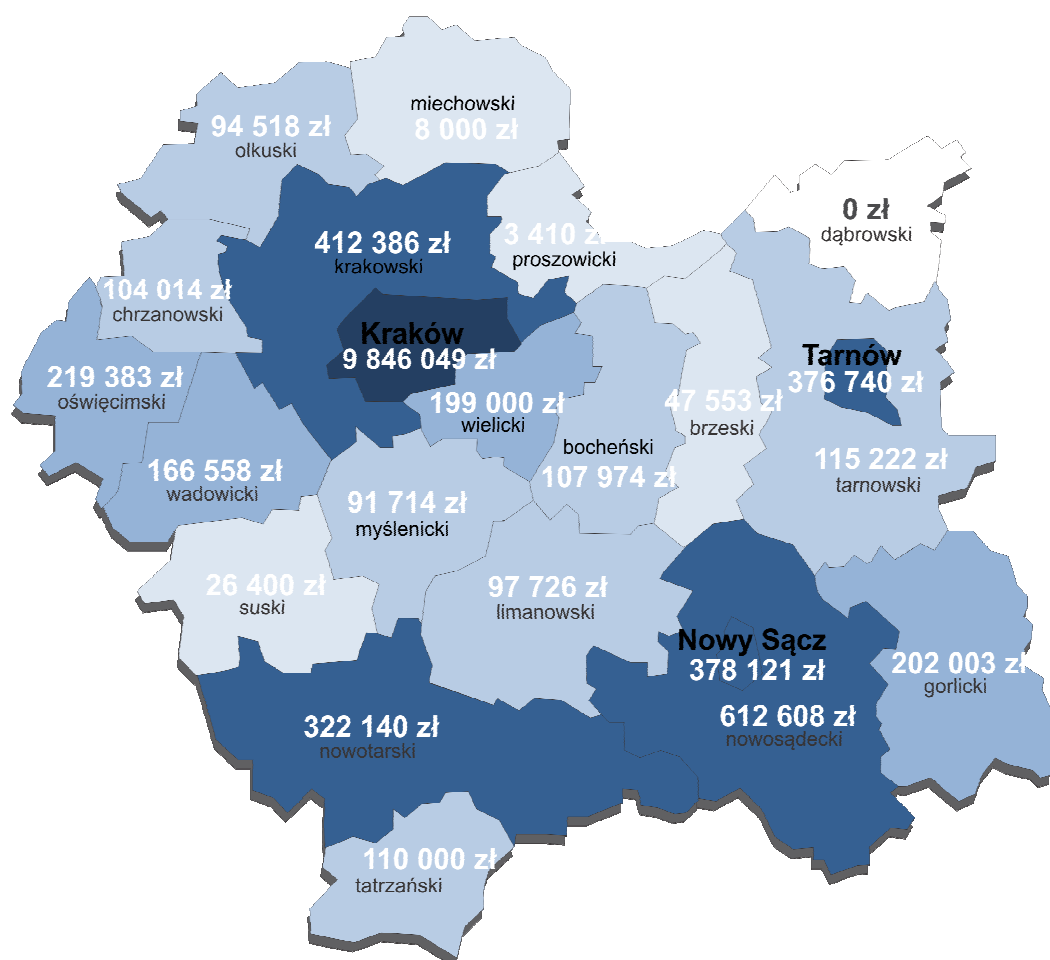 miechowski
8 000 zł
94 518 zł
olkuski
0 zł
dąbrowski
412 386 zł
krakowski
3 410 zł
proszowicki
104 014 zł
chrzanowski
Kraków
9 846 049 zł
Tarnów
376 740 zł
219 383 zł
oświęcimski
199 000 zł
wielicki
47 553 zł
brzeski
bocheński
107 974 zł
115 222 zł
tarnowski
166 558 zł
wadowicki
91 714 zł
myślenicki
26 400 zł
suski
97 726 zł
limanowski
Nowy Sącz
378 121 zł
202 003 zł
gorlicki
612 608 zł
nowosądecki
322 140 zł
nowotarski
110 000 zł
tatrzański